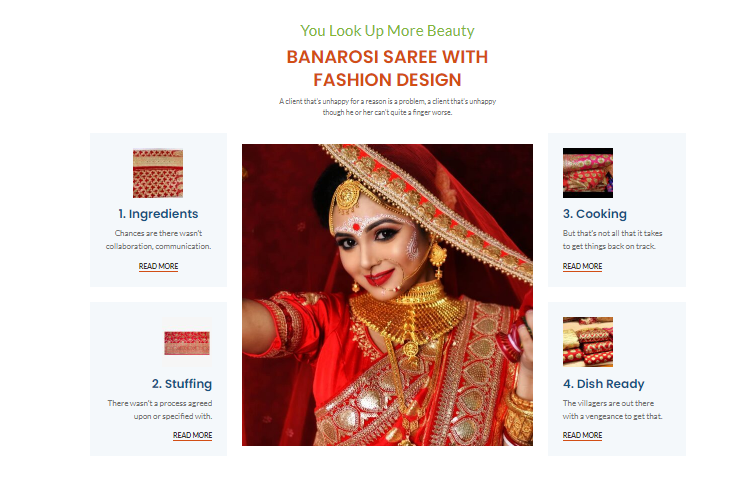 You Look Up More Beauty
BANAROSI SAREE WITH
FASHION DESIGN
A client that's unhappy for a reason is a problem, a client that's unhappy
though he or her can't quite a finger worse.
1. Ingredients
Chances are there wasn't
collaboration, communication.
READ MORE
2. Stuffing
There wasn't a process agreed
upon or specified with.
READ MORE
3. Cooking
But that's not all that it takes
to get things back on track.
READ MORE
4. Dish Ready
The villagers are out there
with a vengeance to get that.
READ MORE